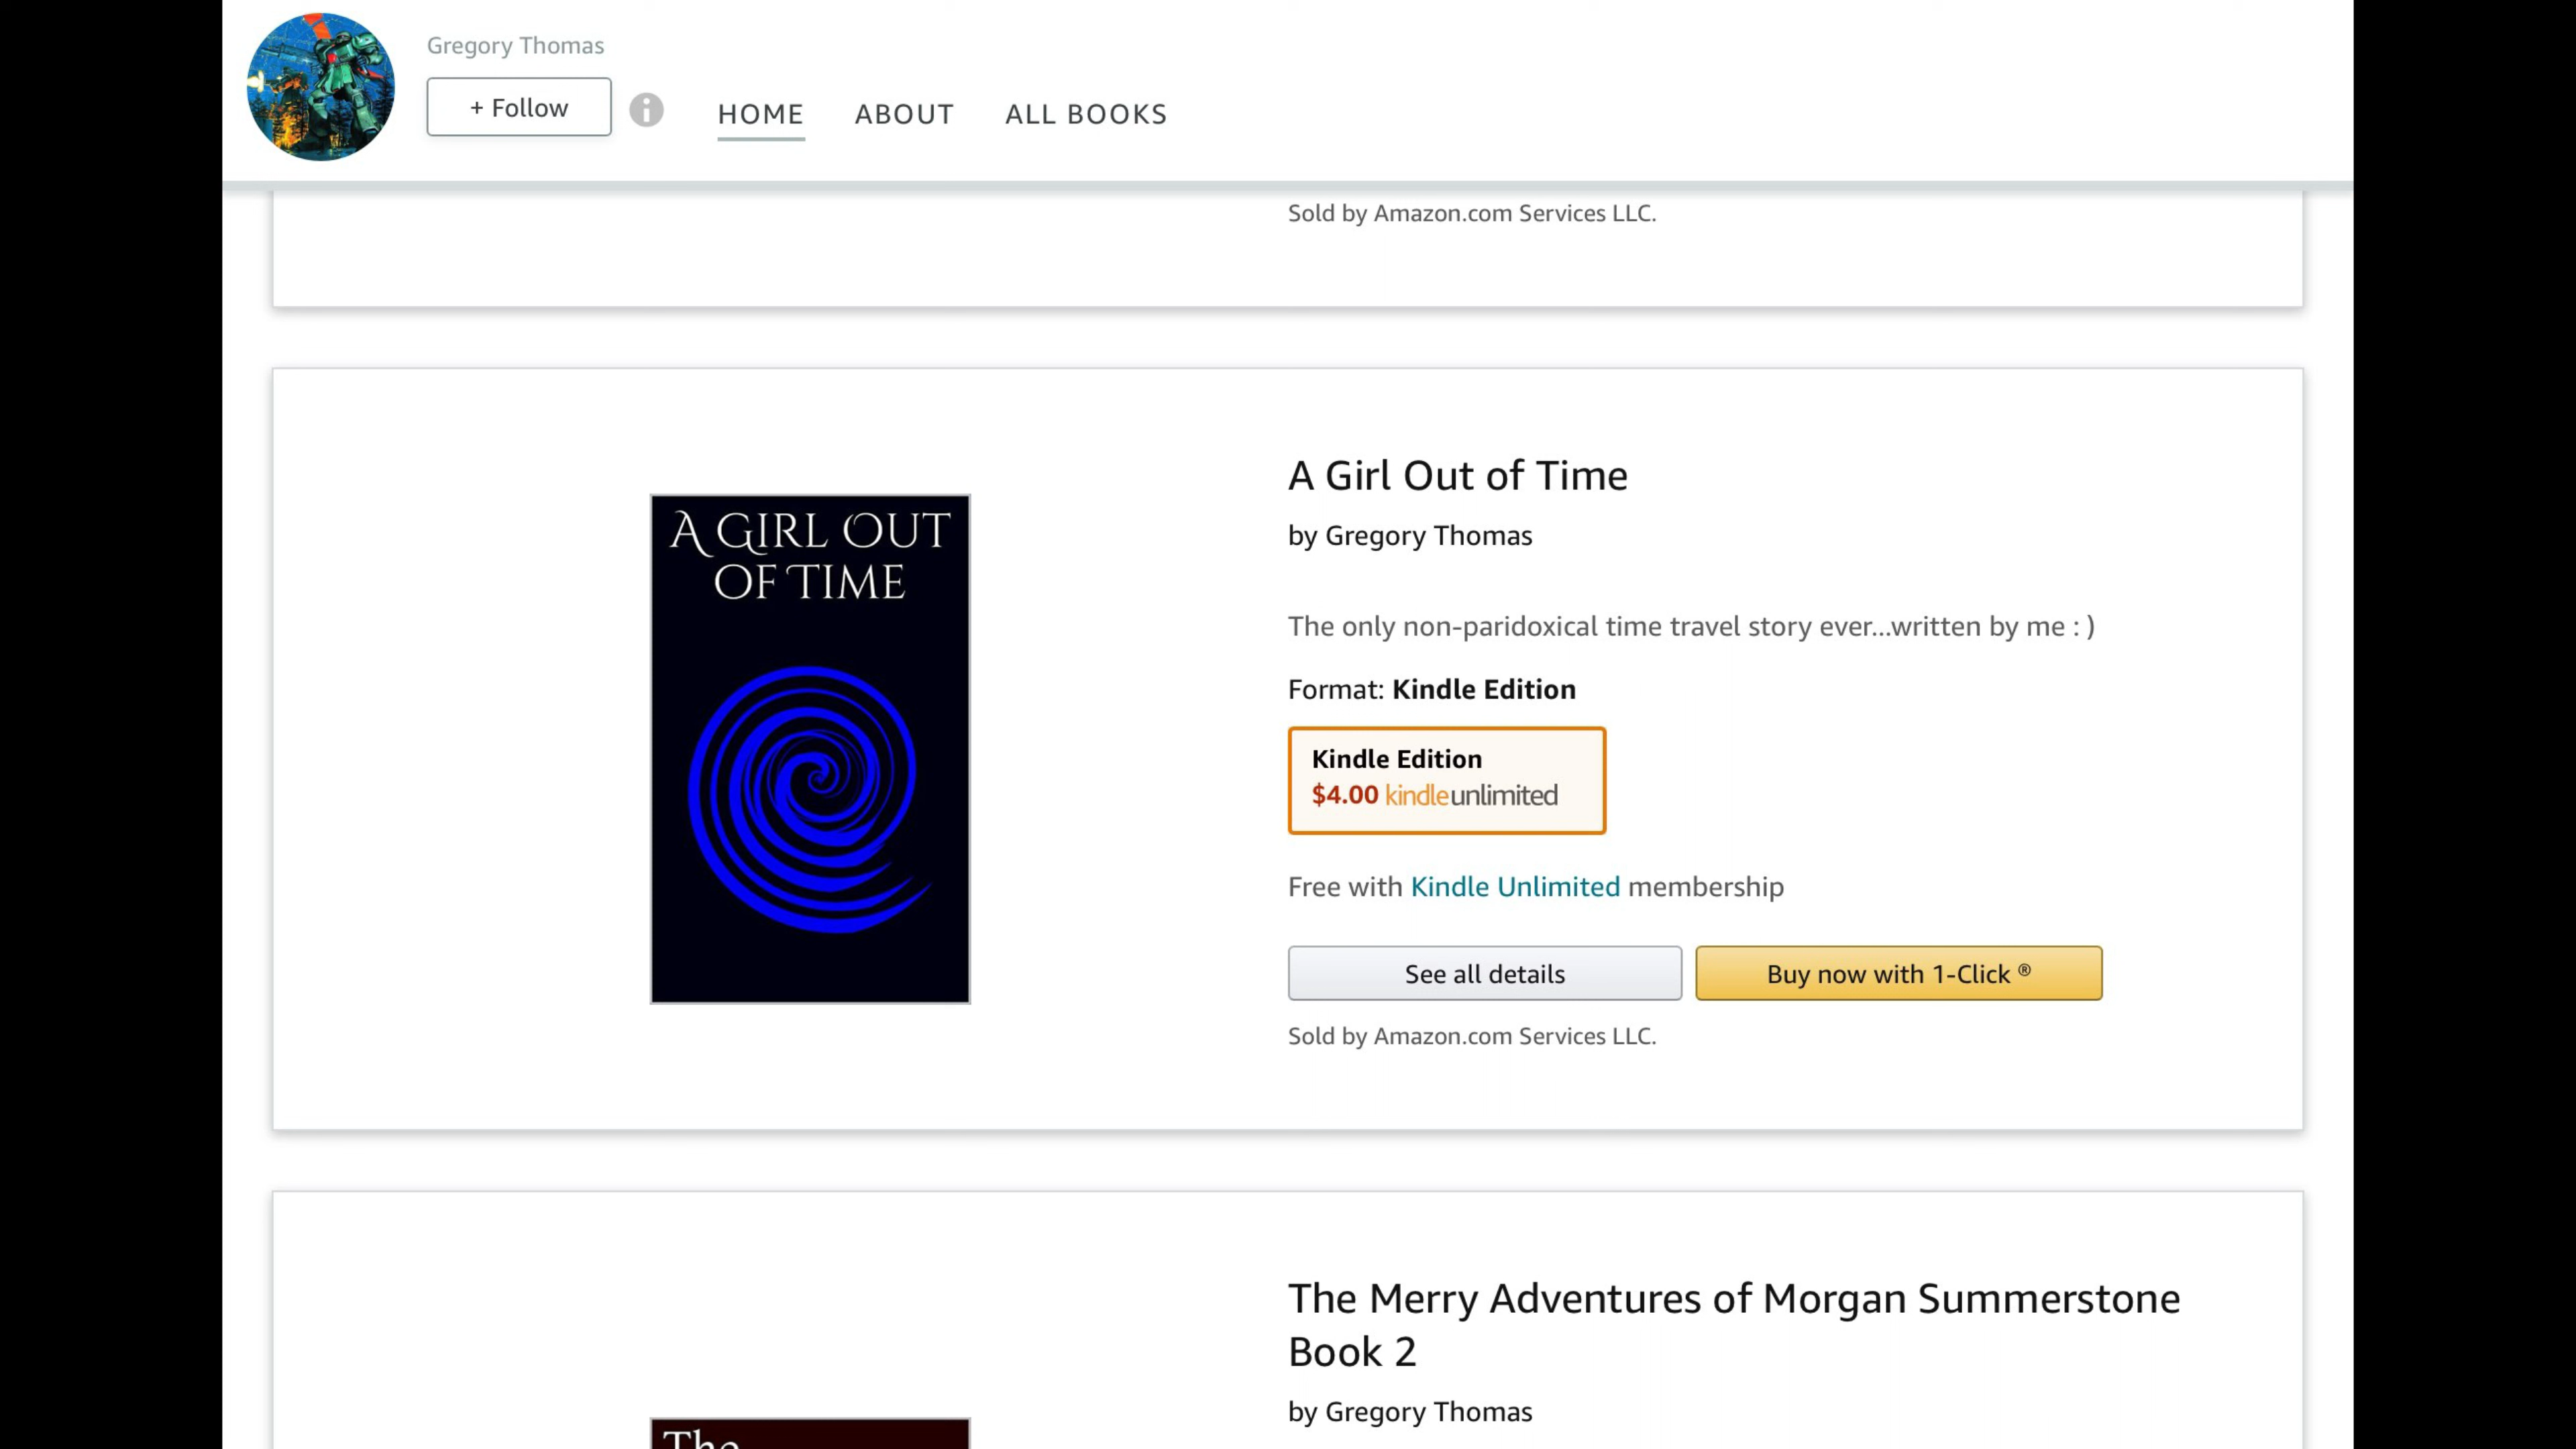 Gregory Thomas
+ Follow
HOME ABOUT ALL BOOKS
Sold by Amazon.com Services LLC.
A GIRL OUT
OF TIME
A Girl Out of Time
by Gregory Thomas
The only non-paridoxical time travel story ever...written by me : )
Format: Kindle Edition
Kindle Edition
$4.00 kindleunlimited
Free with Kindle Unlimited membership
See all details
Buy now with 1-Click ®
Sold by Amazon.com Services LLC.
The Merry Adventures of Morgan Summerstone
Book 2
by Gregory Thomas
The